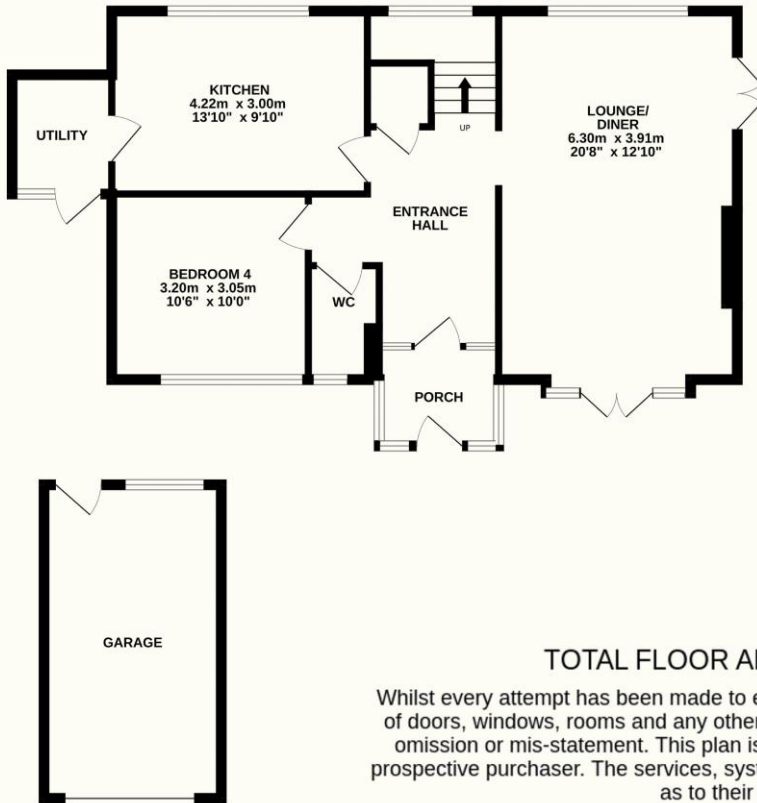 KITCHEN
4.22m x 3.00m
13'10" x 9'10"
UTILITY
LOUNGE/
DINER
6.30m x 3.91m
20'8" x 12'10"
UP
ENTRANCE
HALL
BEDROOM 4
3.20m x 3.05m
10'6" x 10'0"
WC
PORCH
GARAGE
TOTAL FLOOR
Whilst every attempt has been made to
of doors, windows, rooms and any other
omission or mis-statement. This plan is
prospective purchaser. The services,
as to their